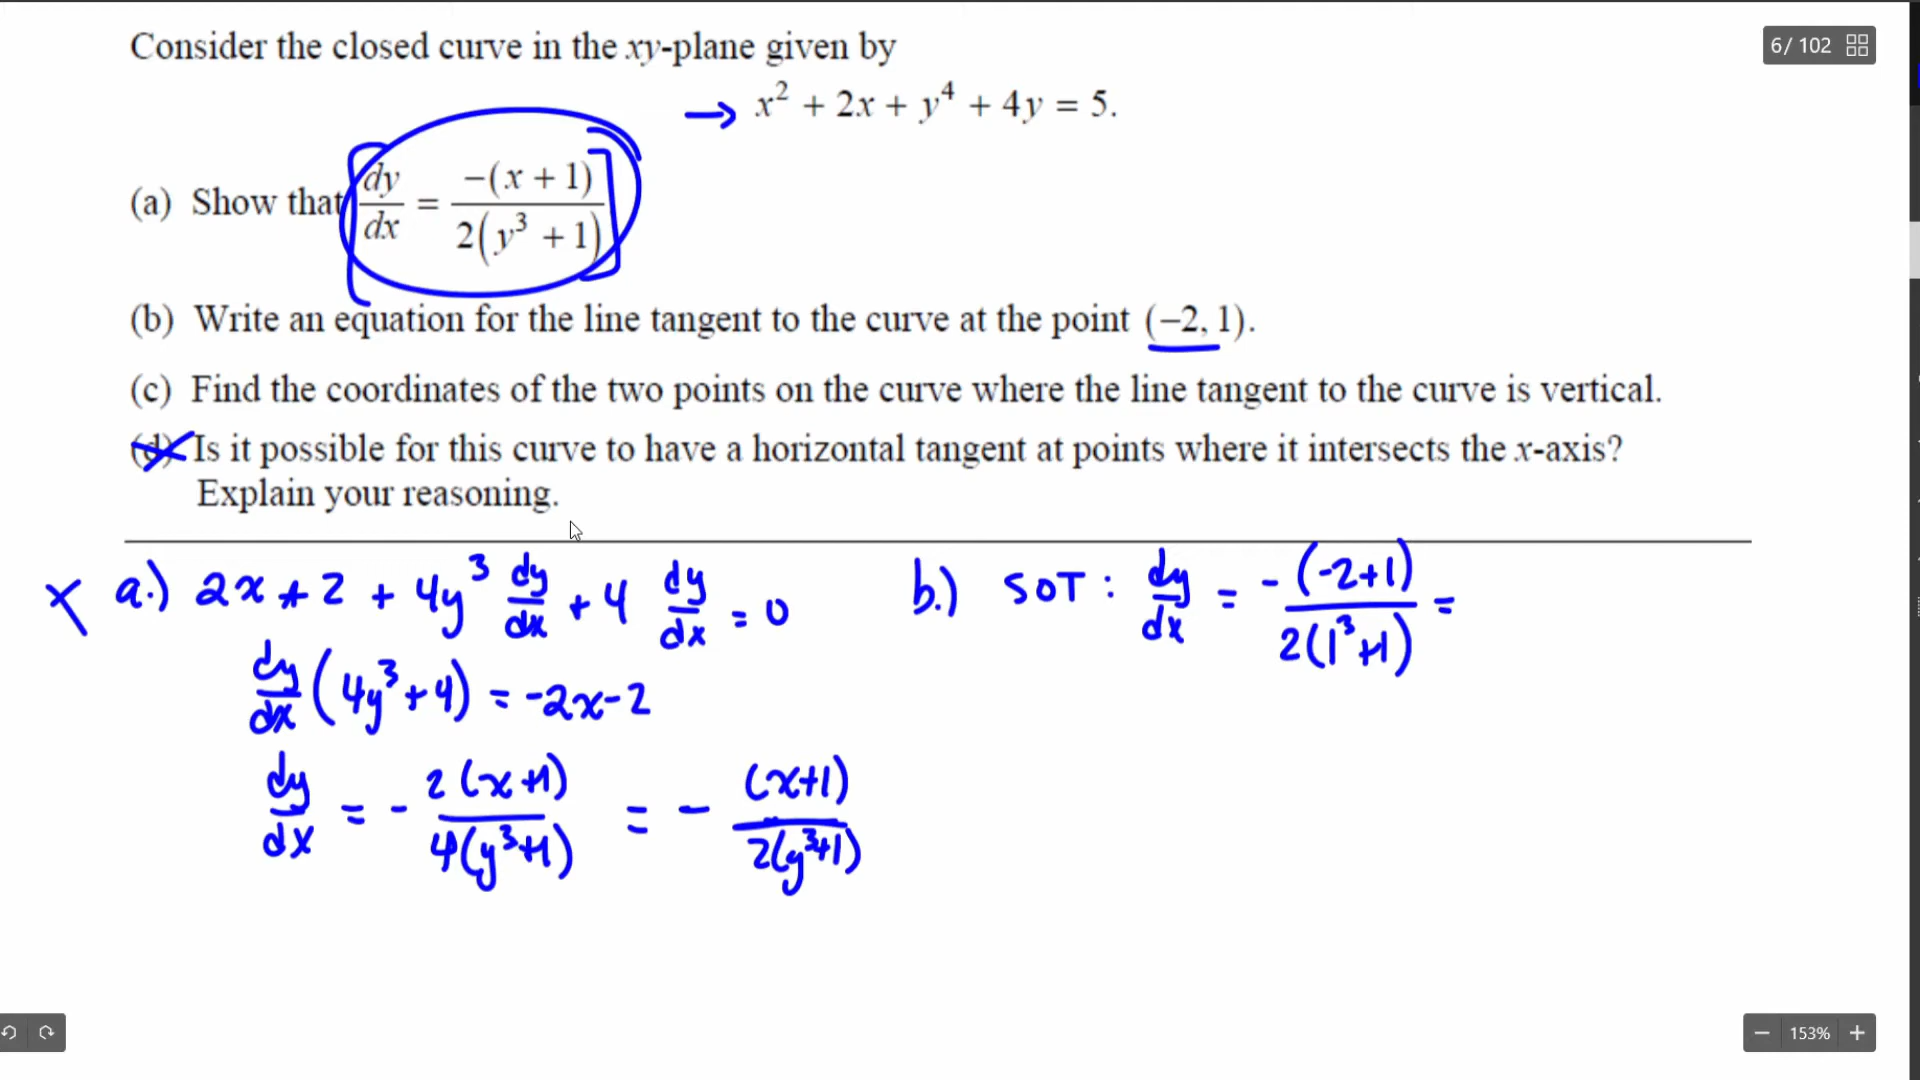 Consider the closed curve in the xy-plane given by
6/ 102
→ x² + 2x + y⁴ + 4y = 5.
(a) Show that dy/dx = -(x + 1) / 2(y³ + 1)
(b) Write an equation for the line tangent to the curve at the point (−2, 1).
(c) Find the coordinates of the two points on the curve where the line tangent to the curve is vertical.
(d) Is it possible for this curve to have a horizontal tangent at points where it intersects the x-axis?
Explain your reasoning.
a.) 2x + 2 + 4y³ dy/dx + 4 dy/dx = 0
dy/dx (4y³ + 4) = -2x - 2
dy/dx = - 2(x+1) / 4(y³+1) = - (x+1) / 2(y³+1)
b.) SOT : dy/dx = -(-2+1) / 2(1³+1) =
153%